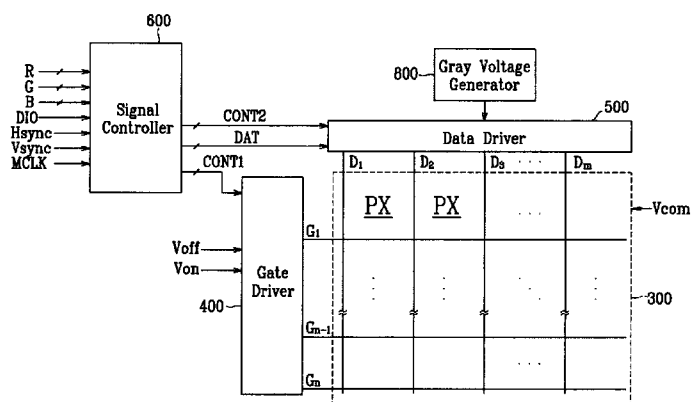 600
R
G
B
DIO
Hsync
Vsync
MCLK
Signal
Controller
CONT2
DAT
CONT1
800
Gray Voltage
Generator
500
Data Driver
D1
D2
D3
. . . .
Dm
PX
PX
. . .
Vcom
G1
Voff
Von
400
Gate
Driver
300
Gn-1
. . .
Gn